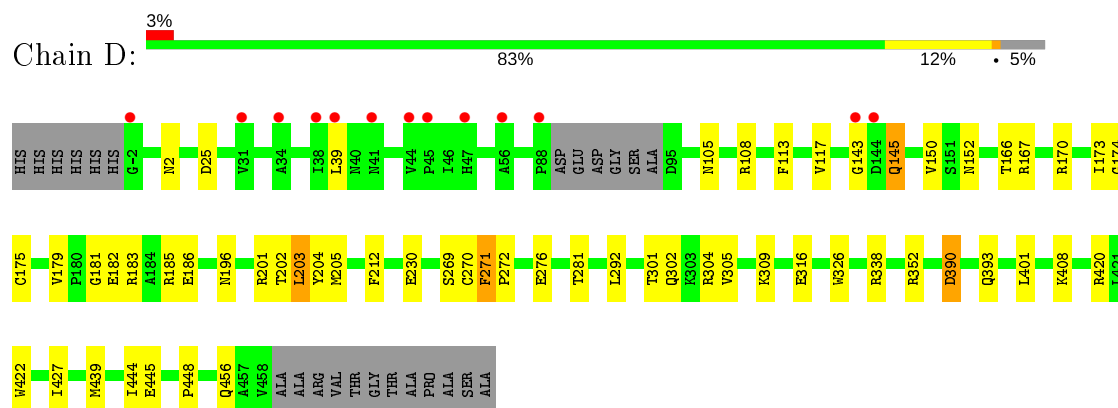 3%
Chain D:
83% 12% • 5%
HIS HIS HIS HIS HIS HIS G-2 N2 D25 V31 A34 I38 L39 N40 N41 V44 P45 I46 H47 A56 P88 ASP GLU ASP GLY SER ALA D95 N105 R108 F113 V117 G143 D144 Q145 V150 S151 N152 T166 R167 R170 I173 G174
C175 V179 P180 G181 E182 R183 A184 R185 E186 N196 R201 T202 L203 Y204 M205 F212 E230 S269 C270 F271 P272 E276 T281 L292 T301 Q302 K303 R304 V305 K309 E316 W326 R338 R352 D390 Q393 L401 K408 R420 L421
W422 I427 M439 I444 E445 P448 Q456 A457 V458 ALA ALA ARG VAL THR GLY THR ALA PRO ALA SER ALA